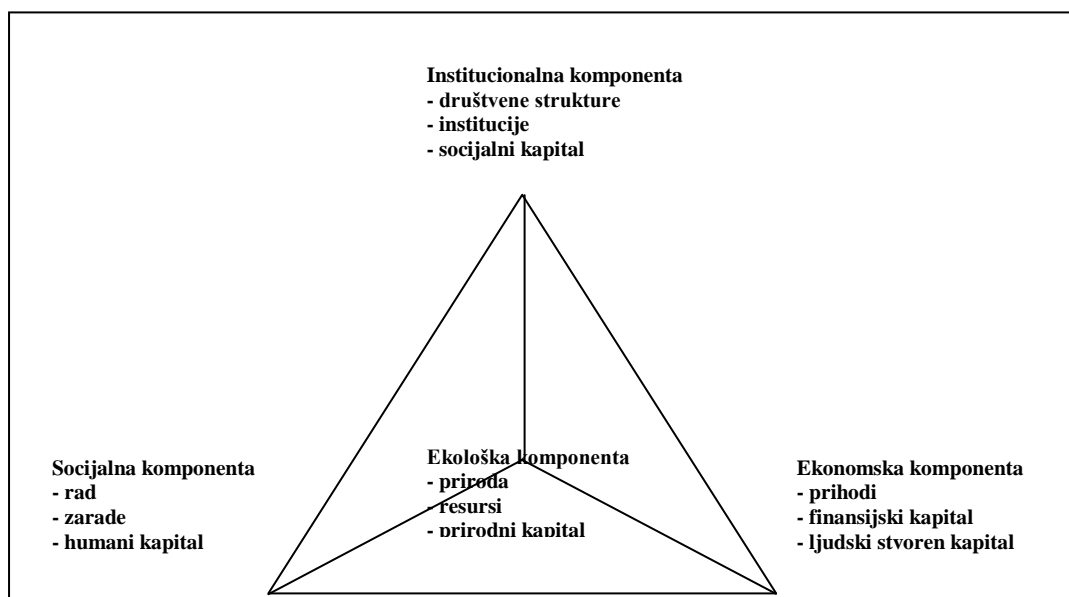 Institucionalna komponenta
- društvene strukture
- institucije
- socijalni kapital
Socijalna komponenta
- rad
- zarade
- humani kapital
Ekološka komponenta
- priroda
- resursi
- prirodni kapital
Ekonomska komponenta
- prihodi
- finansijski kapital
- ljudski stvoren kapital